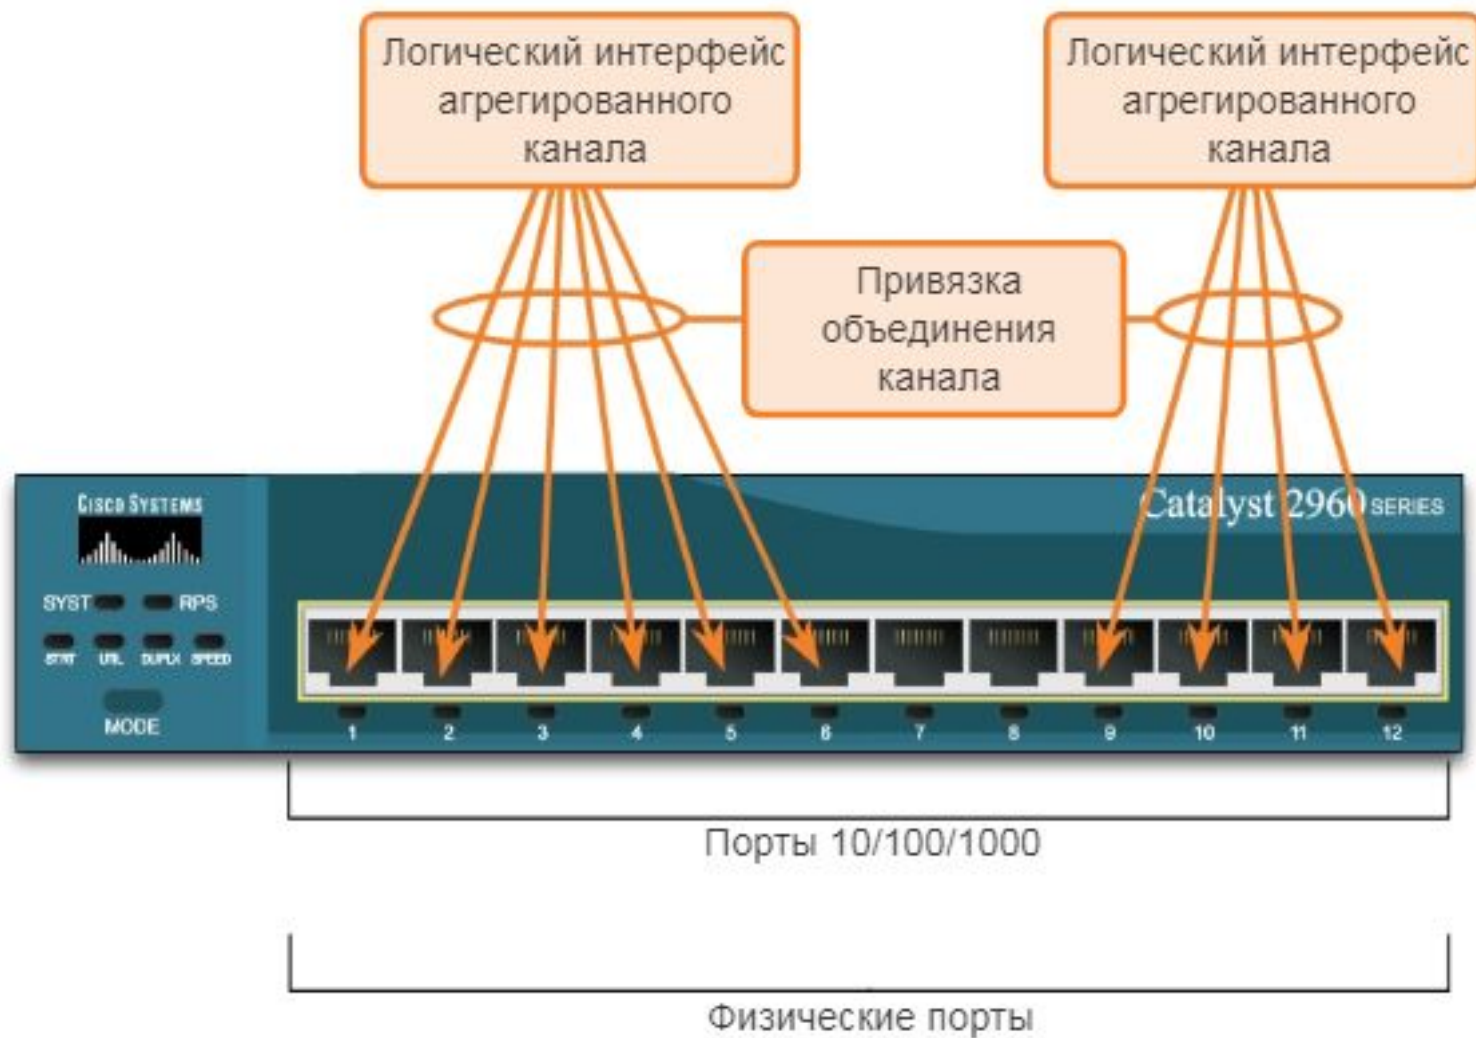 Логический интерфейс
агрегированного
канала
Логический интерфейс
агрегированного
канала
Привязка
объединения
канала
CISCO SYSTEMS
Catalyst 2960 SERIES
SYST RPS
STAT UTIL DUPLX SPEED
MODE
1 2 3 4 5 6 7 8 9 10 11 12
Порты 10/100/1000
Физические порты